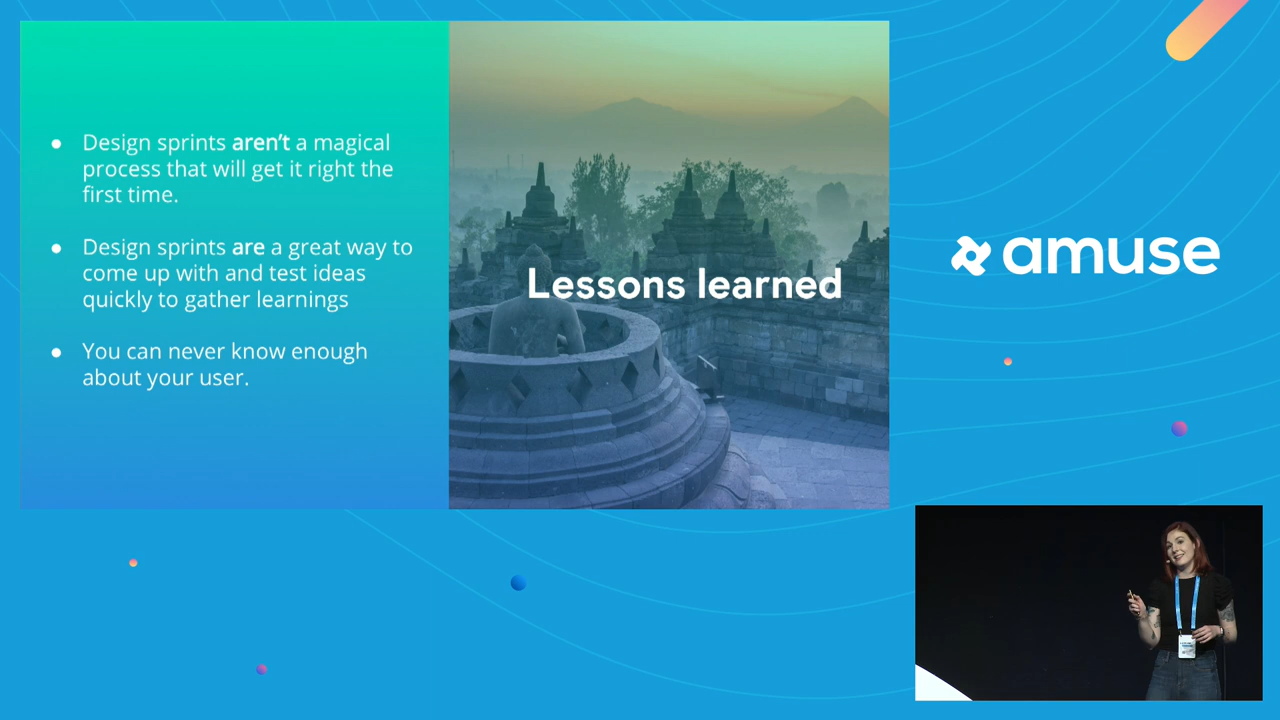 Design sprints aren't a magical
process that will get it right the
first time.
Design sprints are a great way to
come up with and test ideas
quickly to gather learnings
You can never know enough
about your user.
Lessons learned
amuse